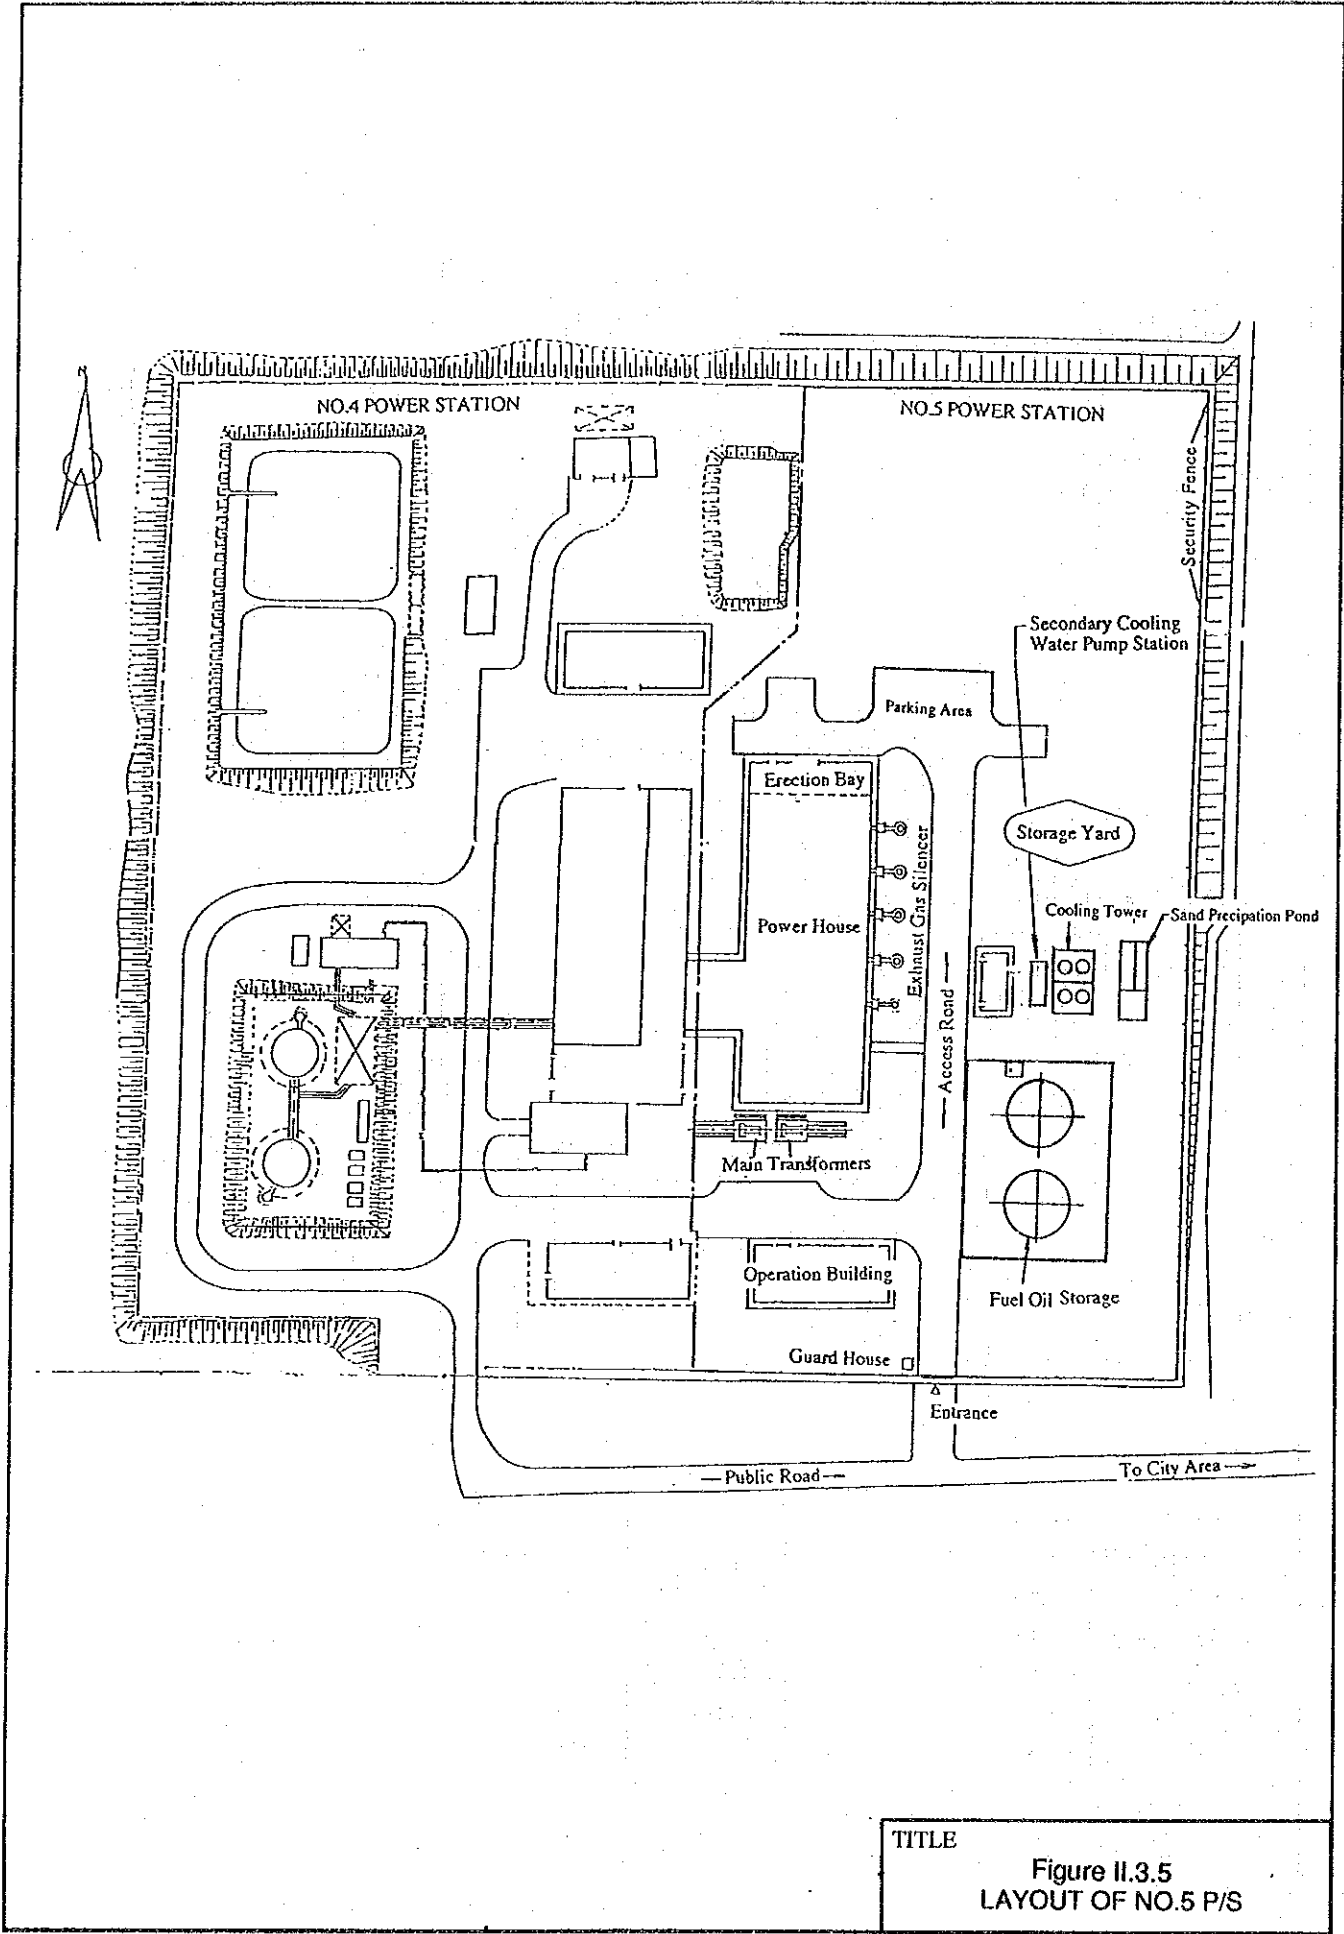 N
NO.4 POWER STATION
NO.5 POWER STATION
Security Fence
Secondary Cooling
Water Pump Station
Parking Area
Erection Bay
Storage Yard
Exhaust Gas Silencer
Cooling Tower
Sand Precipation Pond
Power House
Access Road
Main Transformers
Operation Building
Fuel Oil Storage
Guard House
Entrance
Public Road
To City Area
TITLE
Figure II.3.5
LAYOUT OF NO.5 P/S